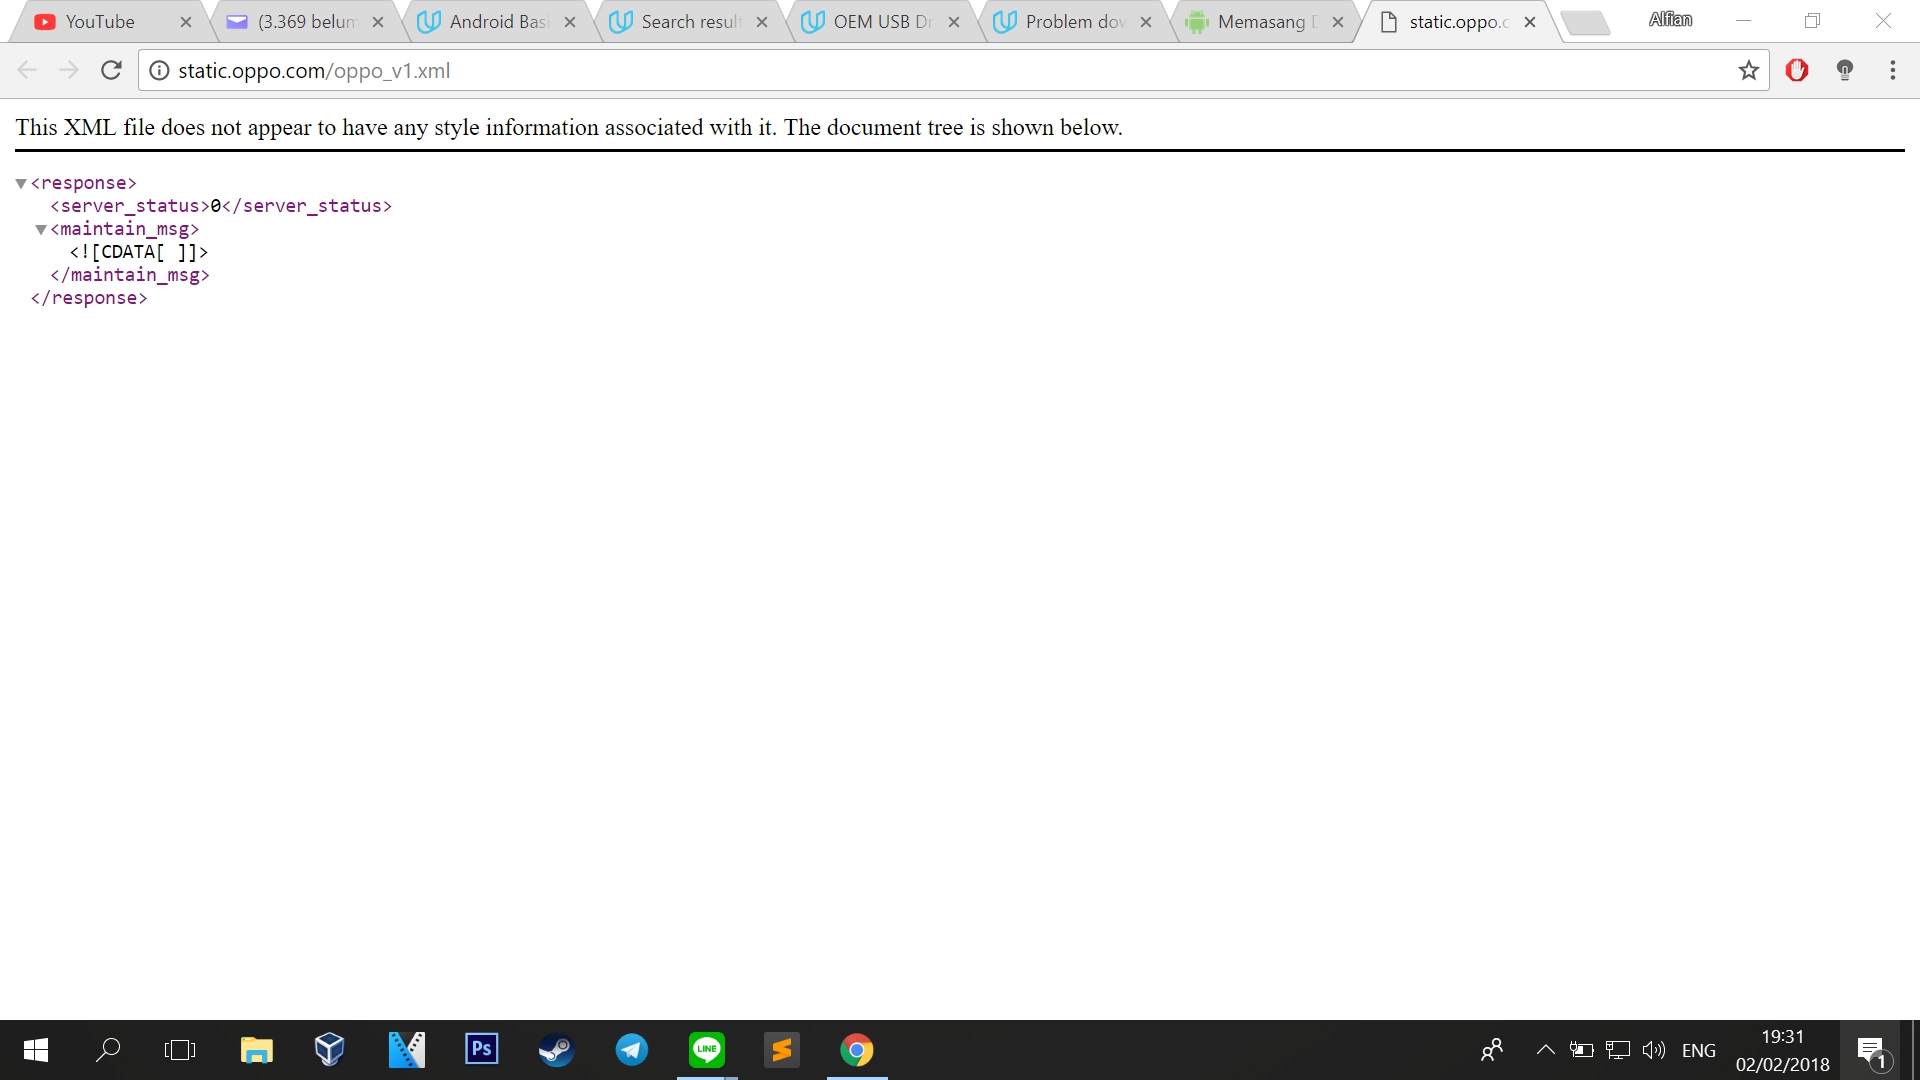 YouTube
(3.369 belum
Android Basi
Search result
OEM USB Dr
Problem dow
Memasang D
static.oppo.c
Alfian
static.oppo.com/oppo_v1.xml
This XML file does not appear to have any style information associated with it. The document tree is shown below.
<response>
<server_status>0</server_status>
<maintain_msg>
<![CDATA[ ]]>
</maintain_msg>
</response>
Ps
LINE
ENG
19:31
02/02/2018
1